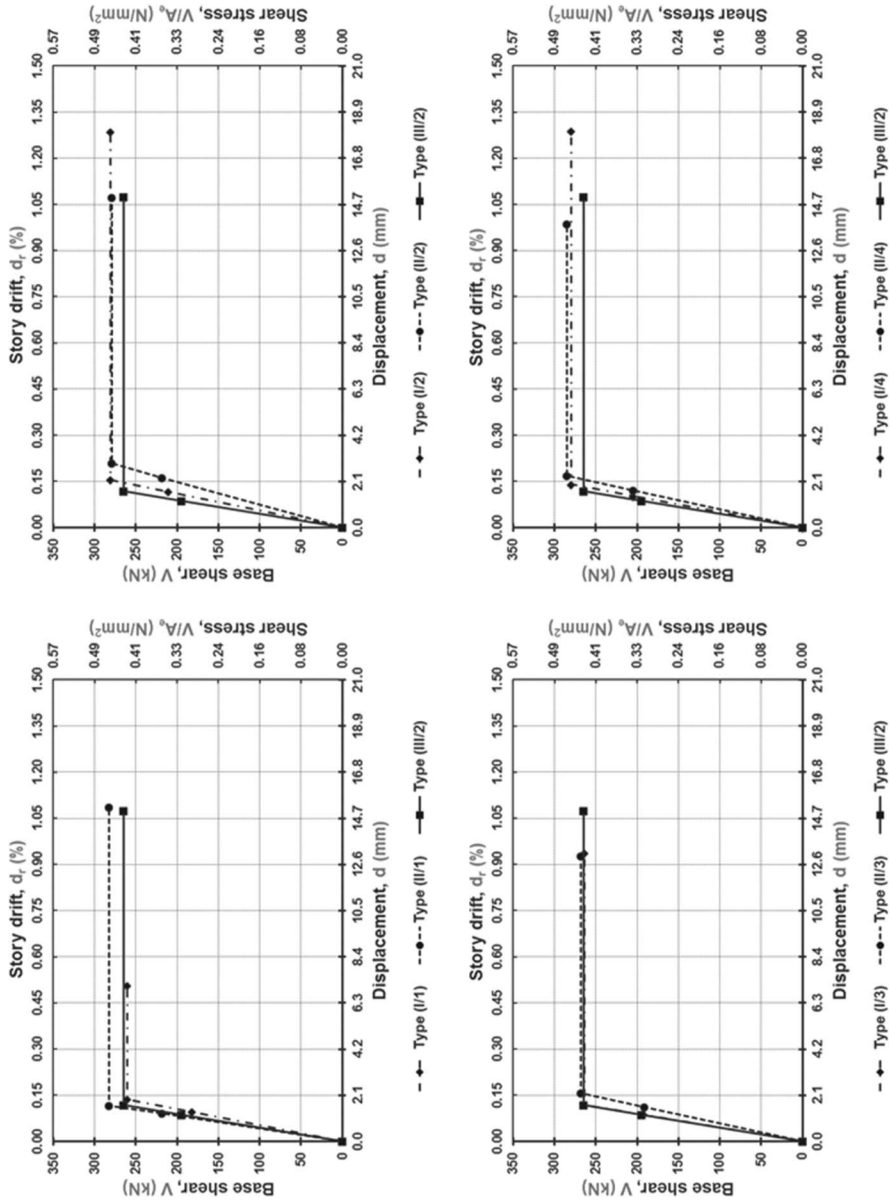 Story drift, dᵣ (%)
0.00 0.15 0.30 0.45 0.60 0.75 0.90 1.05 1.20 1.35 1.50
Base shear, V (kN)
350
300
250
200
150
100
50
0
0.57
0.49
0.41
0.33
0.24
0.16
0.08
0.00
Shear stress, V/Aₑ (N/mm²)
0.0 2.1 4.2 6.3 8.4 10.5 12.6 14.7 16.8 18.9 21.0
Displacement, d (mm)
Type (I/1) Type (II/1) Type (III/2)
Story drift, dᵣ (%)
0.00 0.15 0.30 0.45 0.60 0.75 0.90 1.05 1.20 1.35 1.50
Base shear, V (kN)
350
300
250
200
150
100
50
0
0.57
0.49
0.41
0.33
0.24
0.16
0.08
0.00
Shear stress, V/Aₑ (N/mm²)
0.0 2.1 4.2 6.3 8.4 10.5 12.6 14.7 16.8 18.9 21.0
Displacement, d (mm)
Type (I/2) Type (II/2) Type (III/2)
Story drift, dᵣ (%)
0.00 0.15 0.30 0.45 0.60 0.75 0.90 1.05 1.20 1.35 1.50
Base shear, V (kN)
350
300
250
200
150
100
50
0
0.57
0.49
0.41
0.33
0.24
0.16
0.08
0.00
Shear stress, V/Aₑ (N/mm²)
0.0 2.1 4.2 6.3 8.4 10.5 12.6 14.7 16.8 18.9 21.0
Displacement, d (mm)
Type (I/3) Type (II/3) Type (III/2)
Story drift, dᵣ (%)
0.00 0.15 0.30 0.45 0.60 0.75 0.90 1.05 1.20 1.35 1.50
Base shear, V (kN)
350
300
250
200
150
100
50
0
0.57
0.49
0.41
0.33
0.24
0.16
0.08
0.00
Shear stress, V/Aₑ (N/mm²)
0.0 2.1 4.2 6.3 8.4 10.5 12.6 14.7 16.8 18.9 21.0
Displacement, d (mm)
Type (I/4) Type (II/4) Type (III/2)